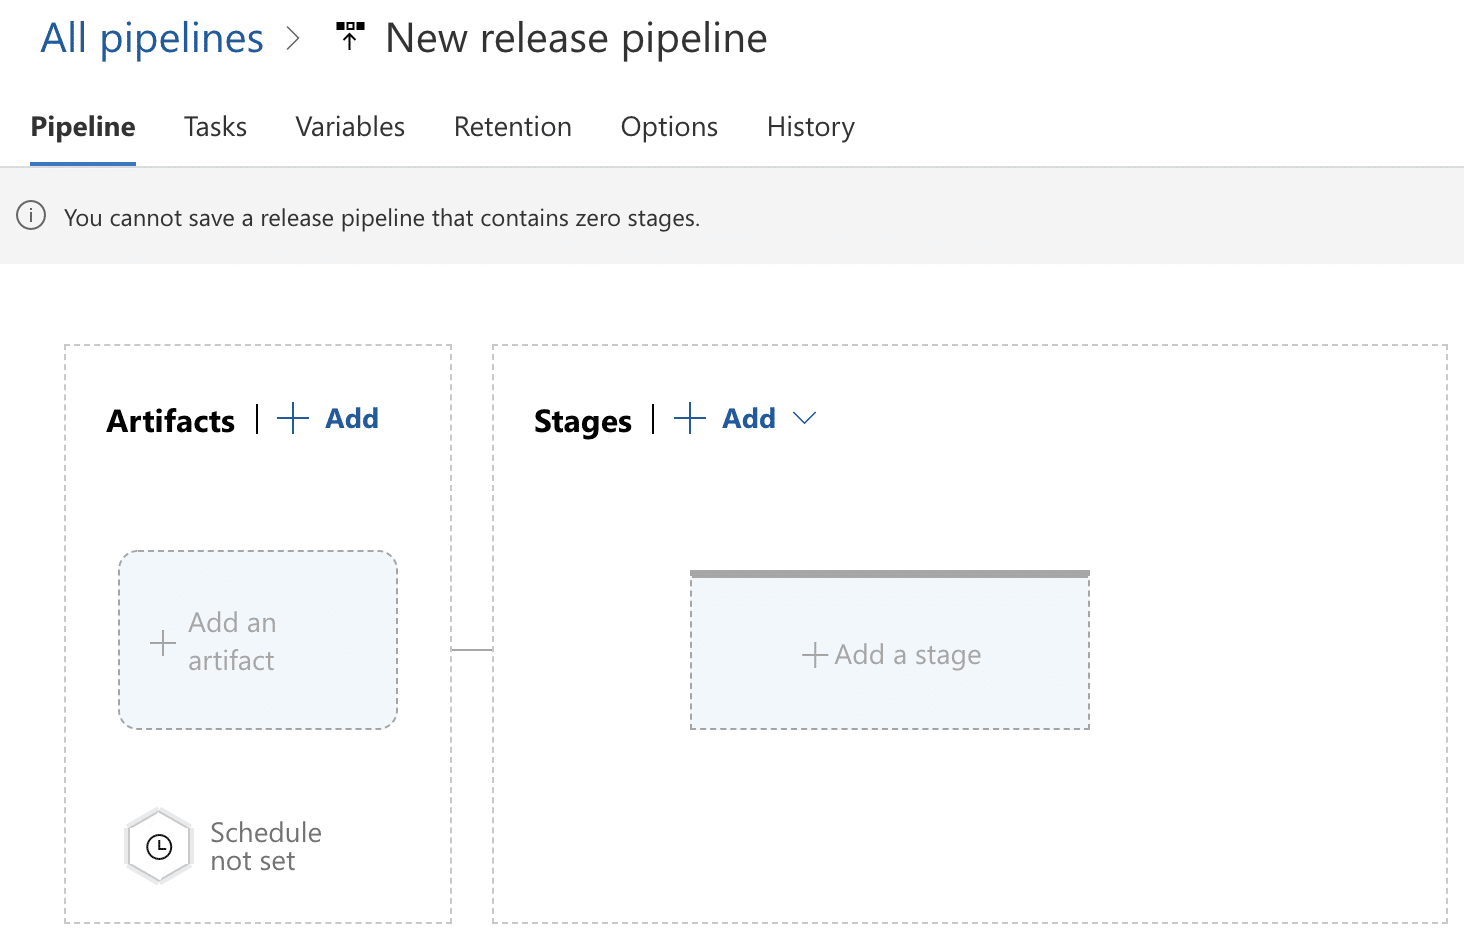 All pipelines > New release pipeline
Pipeline Tasks Variables Retention Options History
You cannot save a release pipeline that contains zero stages.
Artifacts | + Add
Stages | + Add
+ Add an
artifact
+ Add a stage
Schedule
not set